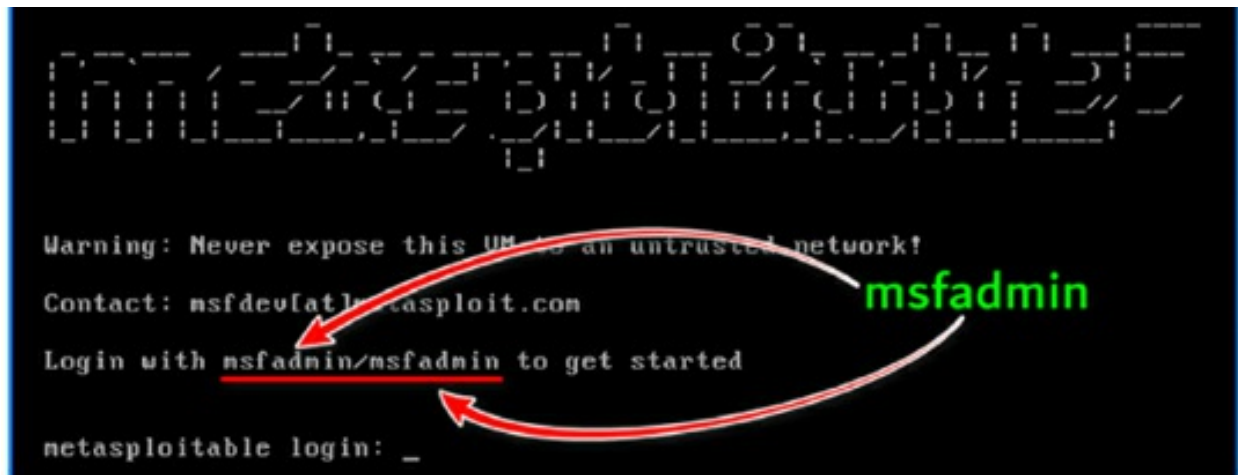 metasploitable2
Warning: Never expose this VM to an untrusted network!
Contact: msfdev[at]metasploit.com
msfadmin
Login with msfadmin/msfadmin to get started
metasploitable login: _